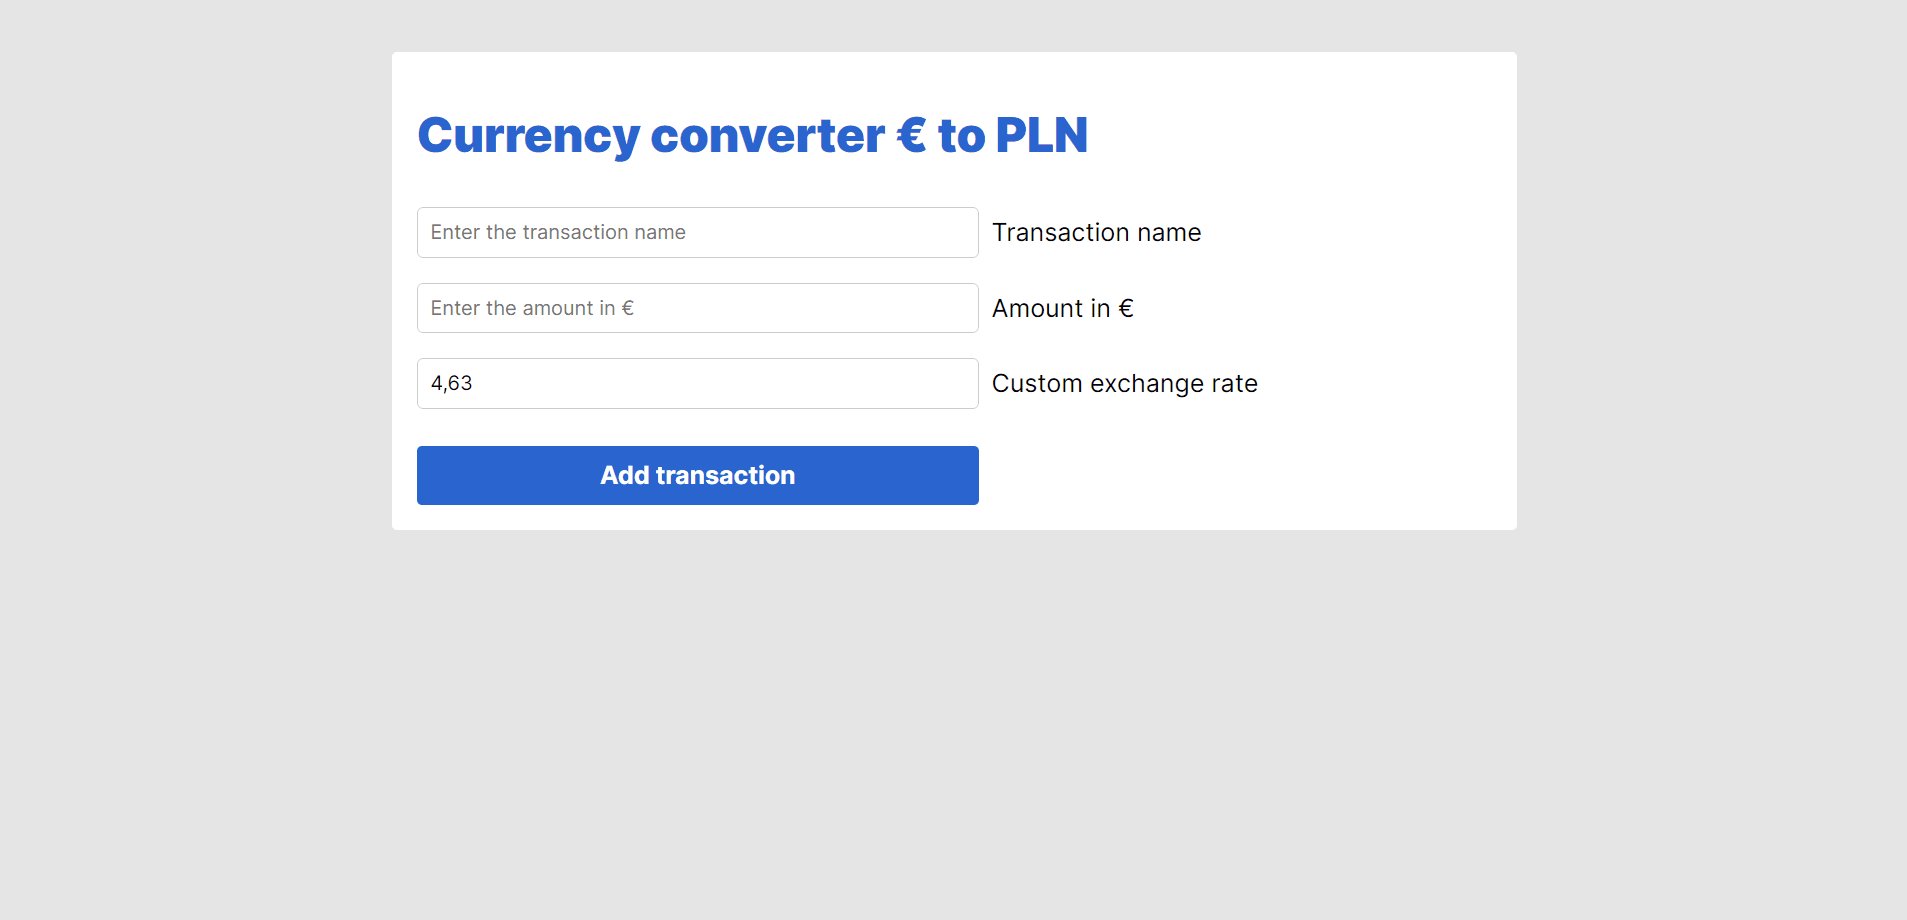 Currency converter € to PLN
Enter the transaction name Transaction name
Enter the amount in € Amount in €
4,63 Custom exchange rate
Add transaction